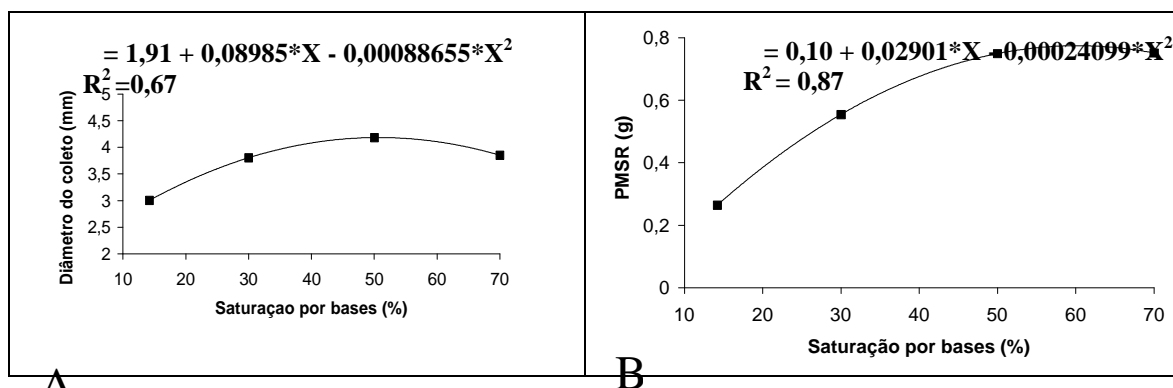 = 1,91 + 0,08985*X - 0,00088655*X²
R² =0,67
Diâmetro do coleto (mm)
5
4,5
4
3,5
3
2,5
2
10 20 30 40 50 60 70
Saturaçao por bases (%)
A
= 0,10 + 0,02901*X - 0,00024099*X²
R² = 0,87
PMSR (g)
0,8
0,6
0,4
0,2
0
10 20 30 40 50 60 70
Saturação por bases (%)
B